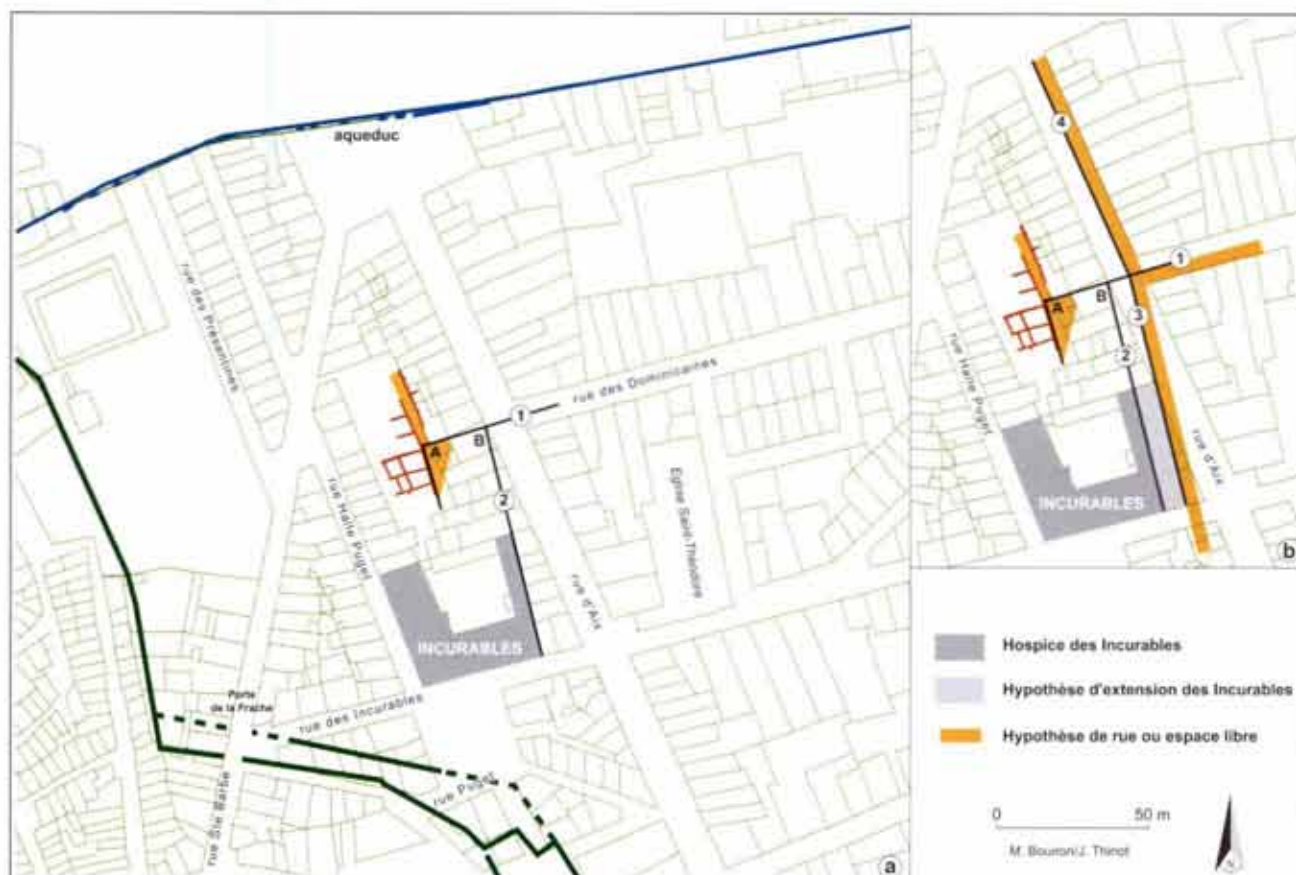 aqueduc
rue des Présentines
rue Halle Puget
A
B
1
2
rue des Dominicaines
Eglise Saint-Théodore
rue d'Aix
INCURABLES
Porte
de la Frache
rue des Incurables
rue Puget
rue Ste Barbe
a
4
1
3
A
B
2
rue Halle Puget
rue d'Aix
INCURABLES
b
Hospice des Incurables
Hypothèse d'extension des Incurables
Hypothèse de rue ou espace libre
0 50 m
M. Bouiron/J. Thinot
N